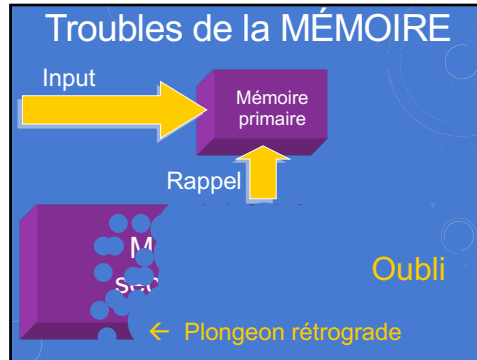 Troubles de la MÉMOIRE
Input
Mémoire
primaire
Rappel
Oubli
← Plongeon rétrograde